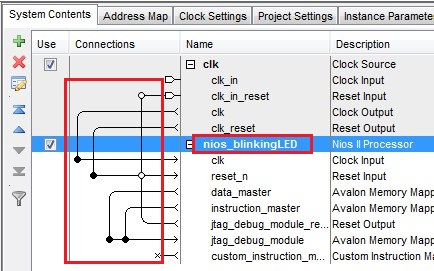 System Contents Address Map Clock Settings Project Settings Instance Parameter
Use Connections Name Description
clk Clock Source
clk_in Clock Input
clk_in_reset Reset Input
clk Clock Output
clk_reset Reset Output
nios_blinkingLED Nios II Processor
clk Clock Input
reset_n Reset Input
data_master Avalon Memory Mapp
instruction_master Avalon Memory Mapp
jtag_debug_module_re... Reset Output
jtag_debug_module Avalon Memory Mapp
custom_instruction_m... Custom Instruction Ma